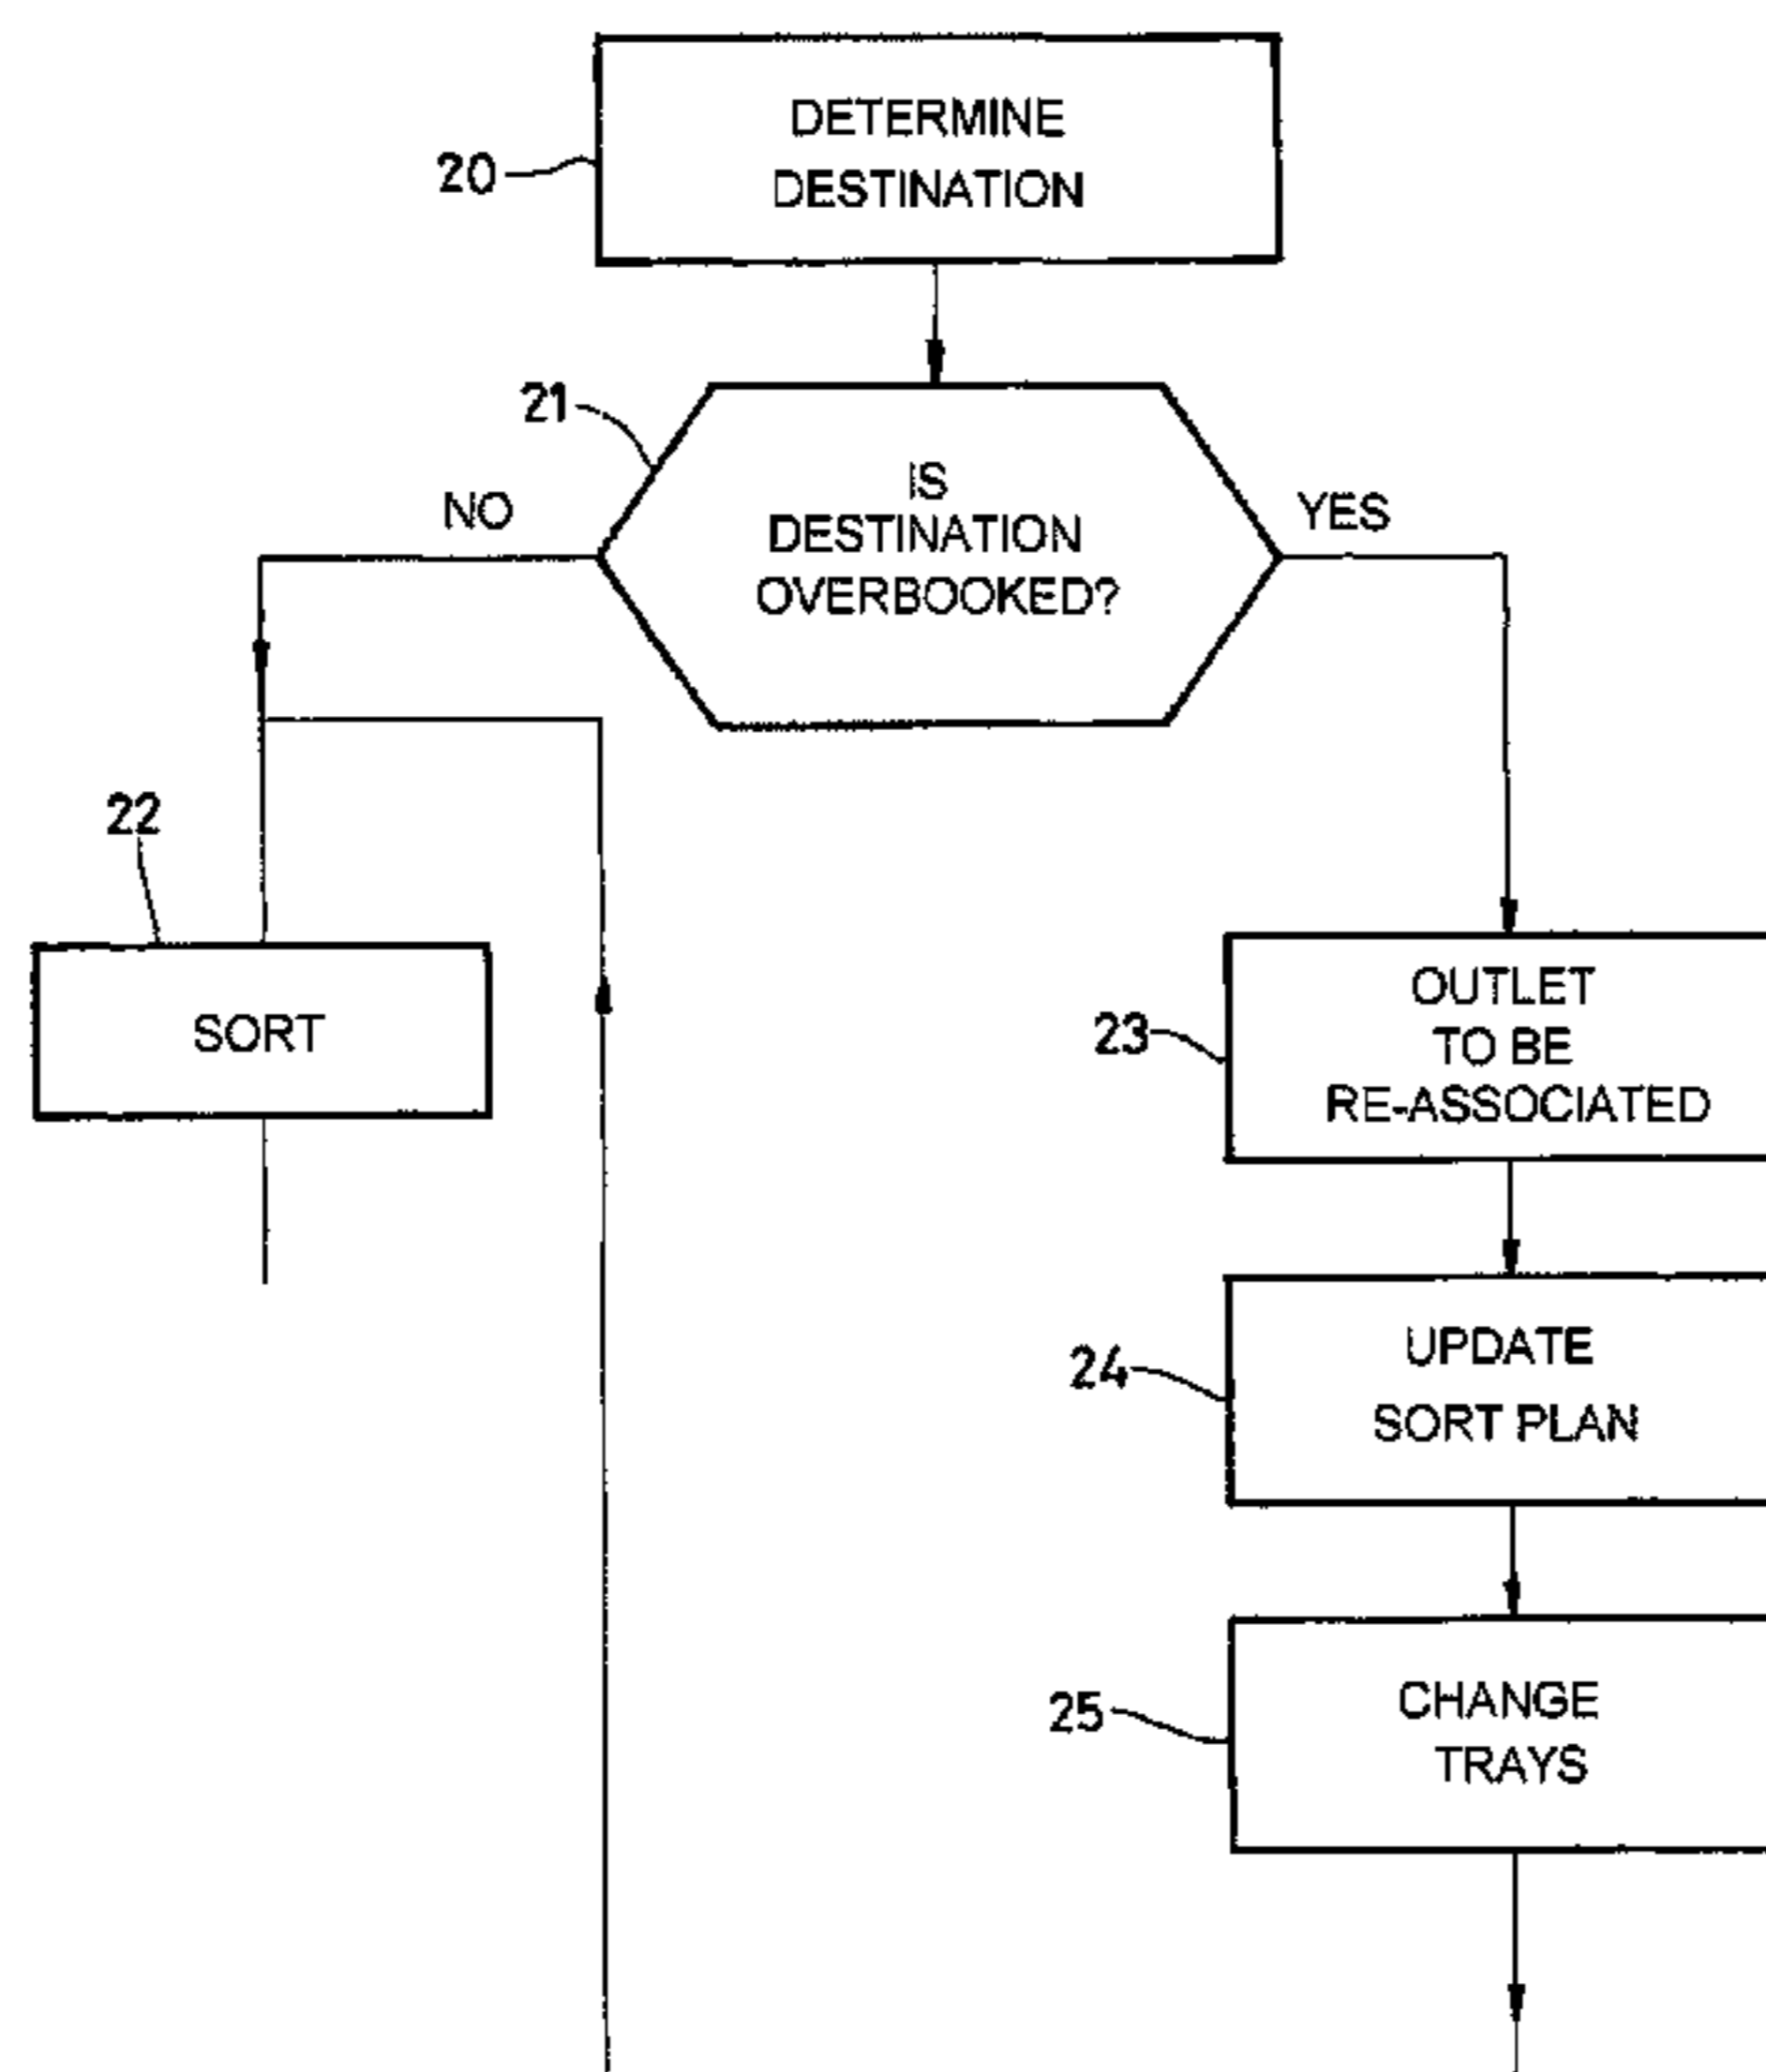 DETERMINE
DESTINATION
20
21
IS
DESTINATION
OVERBOOKED?
NO
YES
22
SORT
23
OUTLET
TO BE
RE-ASSOCIATED
24
UPDATE
SORT PLAN
25
CHANGE
TRAYS